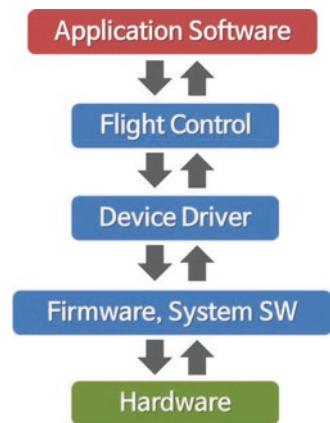 Application Software
Flight Control
Device Driver
Firmware, System SW
Hardware